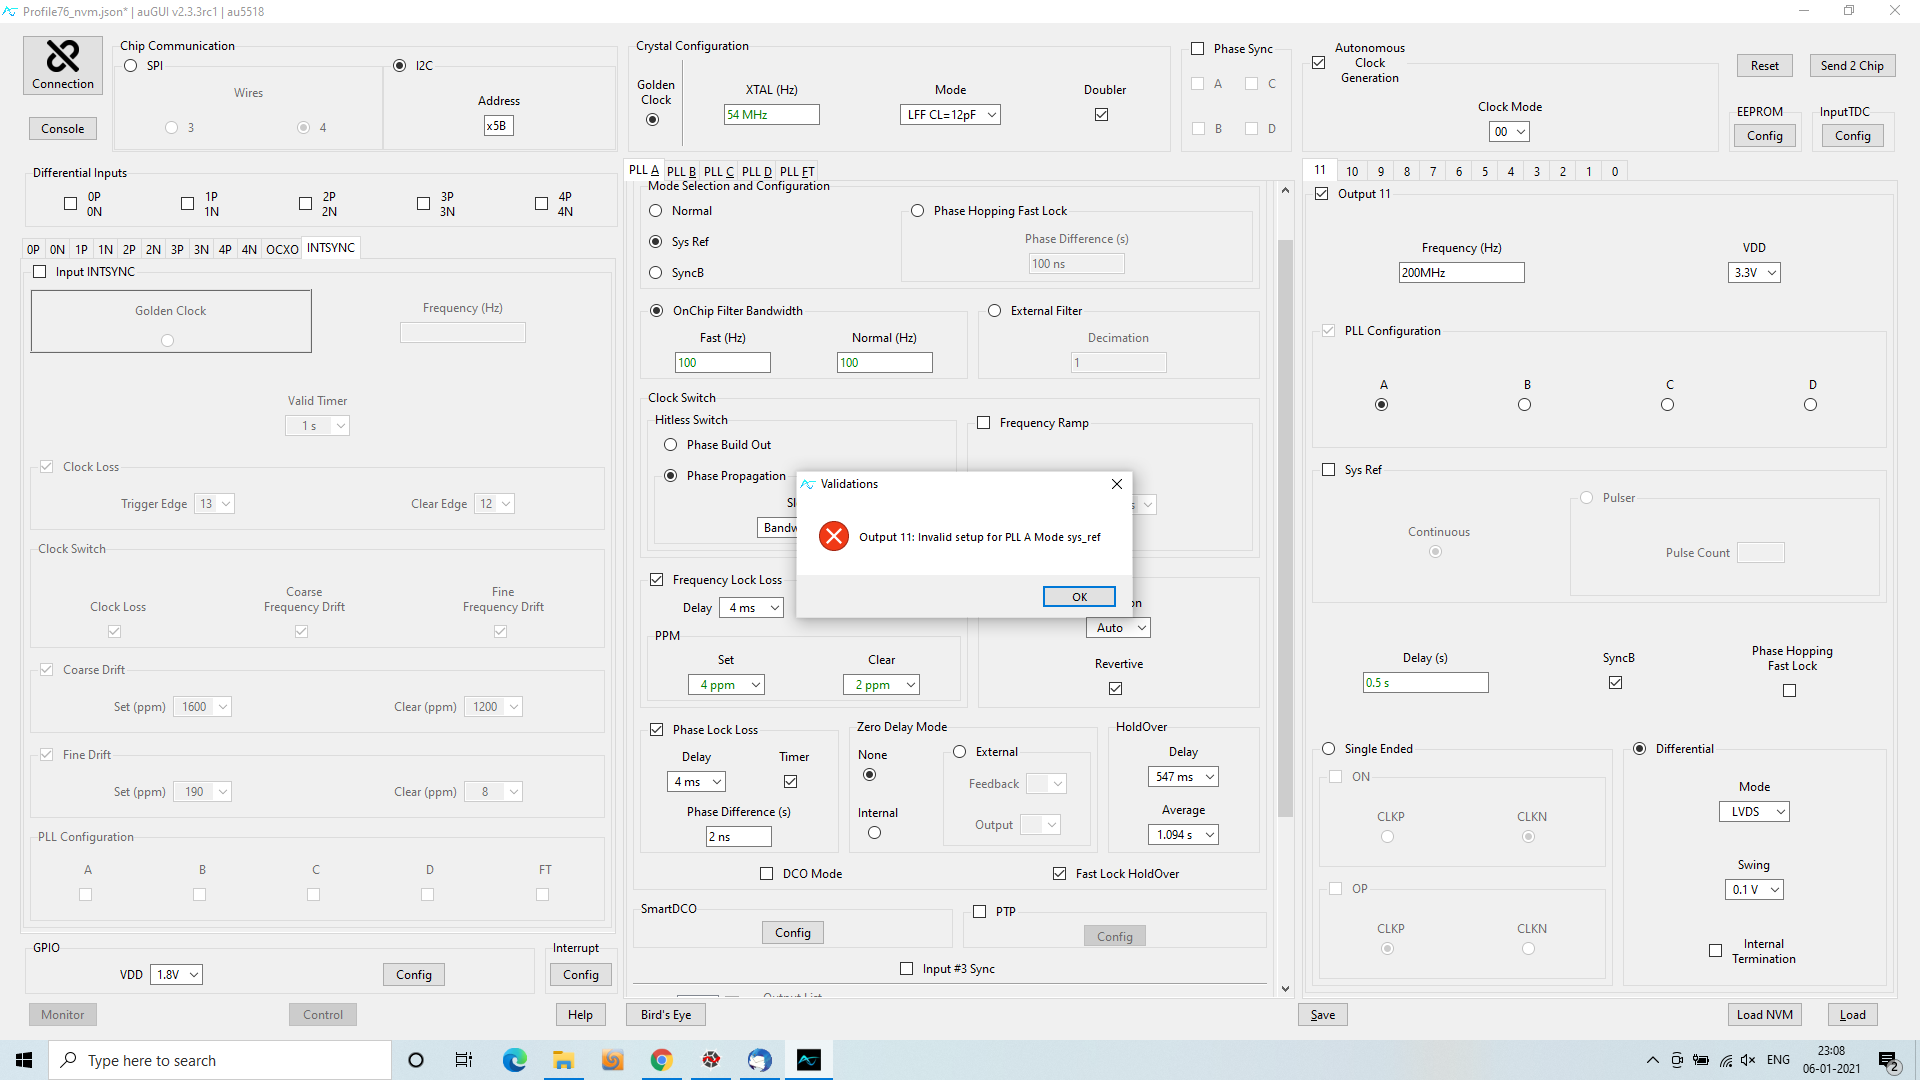 Profile76_nvm.json* | auGUI v2.3.3rc1 | au5518
Connection
Console
Chip Communication
SPI
Wires
3
4
I2C
Address
x5B
Crystal Configuration
Golden
Clock
XTAL (Hz)
54 MHz
Mode
LFF CL=12pF
Doubler
Phase Sync
A
C
B
D
Autonomous
Clock
Generation
Clock Mode
00
Reset
Send 2 Chip
EEPROM
Config
InputTDC
Config
Differential Inputs
0P
0N
1P
1N
2P
2N
3P
3N
4P
4N
0P 0N 1P 1N 2P 2N 3P 3N 4P 4N OCXO INTSYNC
Input INTSYNC
Golden Clock
Frequency (Hz)
Valid Timer
1 s
Clock Loss
Trigger Edge 13
Clear Edge 12
Clock Switch
Clock Loss
Coarse
Frequency Drift
Fine
Frequency Drift
Coarse Drift
Set (ppm) 1600
Clear (ppm) 1200
Fine Drift
Set (ppm) 190
Clear (ppm) 8
PLL Configuration
A
B
C
D
FT
GPIO
VDD 1.8V
Config
Interrupt
Config
Monitor
Control
Help
PLL A PLL B PLL C PLL D PLL FT
Mode Selection and Configuration
Normal
Sys Ref
SyncB
Phase Hopping Fast Lock
Phase Difference (s)
100 ns
OnChip Filter Bandwidth
Fast (Hz)
100
Normal (Hz)
100
External Filter
Decimation
1
Clock Switch
Hitless Switch
Phase Build Out
Phase Propagation
Frequency Ramp
Validations
Output 11: Invalid setup for PLL A Mode sys_ref
OK
Frequency Lock Loss
Delay 4 ms
PPM
Set
4 ppm
Clear
2 ppm
Auto
Revertive
Phase Lock Loss
Delay
4 ms
Timer
Phase Difference (s)
2 ns
Zero Delay Mode
None
Internal
External
Feedback
Output
HoldOver
Delay
547 ms
Average
1.094 s
DCO Mode
Fast Lock HoldOver
SmartDCO
Config
PTP
Config
Input #3 Sync
Output List
Bird's Eye
11 10 9 8 7 6 5 4 3 2 1 0
Output 11
Frequency (Hz)
200MHz
VDD
3.3V
PLL Configuration
A
B
C
D
Sys Ref
Continuous
Pulser
Pulse Count
Delay (s)
0.5 s
SyncB
Phase Hopping
Fast Lock
Single Ended
ON
CLKP
CLKN
OP
CLKP
CLKN
Differential
Mode
LVDS
Swing
0.1 V
Internal
Termination
Save
Load NVM
Load
Type here to search
ENG
23:08
06-01-2021
2